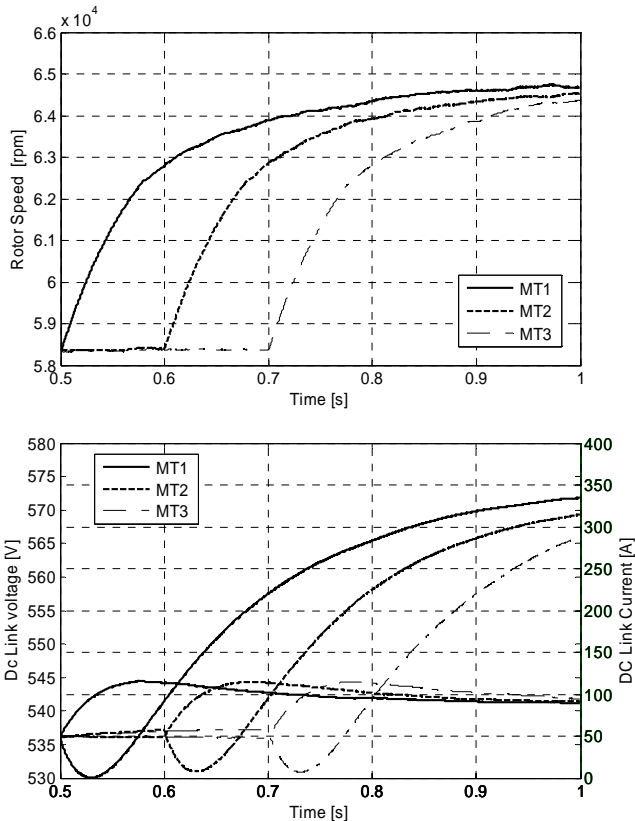 x 10^4
6.6
6.5
6.4
6.3
6.2
6.1
6
5.9
5.8
Rotor Speed [rpm]
MT1
MT2
MT3
0.5 0.6 0.7 0.8 0.9 1
Time [s]
580
575
570
565
560
555
550
545
540
535
530
Dc Link voltage [V]
MT1
MT2
MT3
400
350
300
250
200
150
100
50
0
DC Link Current [A]
0.5 0.6 0.7 0.8 0.9 1
Time [s]